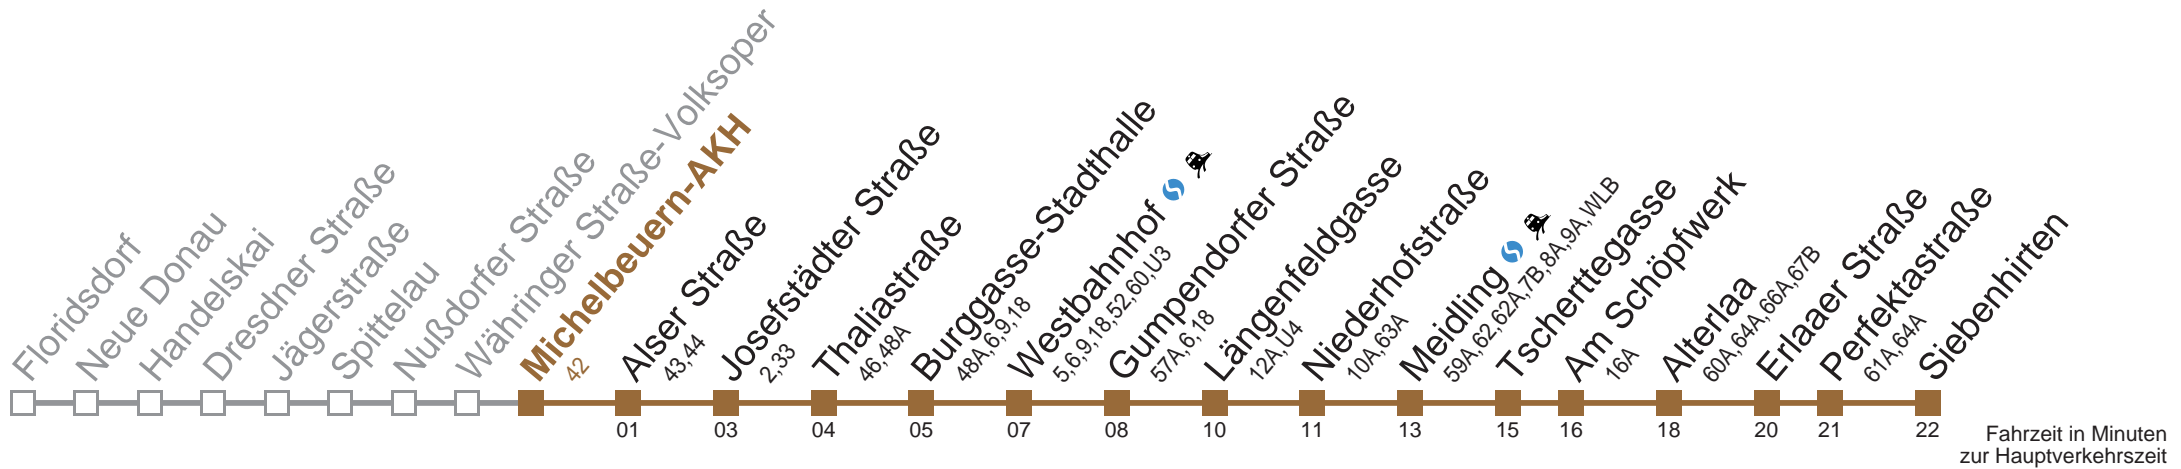 Floridsdorf
Neue Donau
Handelskai
Dresdner Straße
Jägerstraße
Spittelau
Nußdorfer Straße
Währinger Straße-Volksoper
Michelbeuern-AKH
42
Alser Straße
43,44
Josefstädter Straße
2,33
Thaliastraße
46,48A
Burggasse-Stadthalle
48A,6,9,18
Westbahnhof
5,6,9,18,52,60,U3
Gumpendorfer Straße
57A,6,18
Längenfeldgasse
12A,U4
Niederhofstraße
10A,63A
Meidling
59A,62,62A,7B,8A,9A,WLB
Tscherttegasse
Am Schöpfwerk
16A
Alterlaa
60A,64A,66A,67B
Erlaaer Straße
Perfektastraße
61A,64A
Siebenhirten
01 03 04 05 07 08 10 11 13 15 16 18 20 21 22
Fahrzeit in Minuten
zur Hauptverkehrszeit